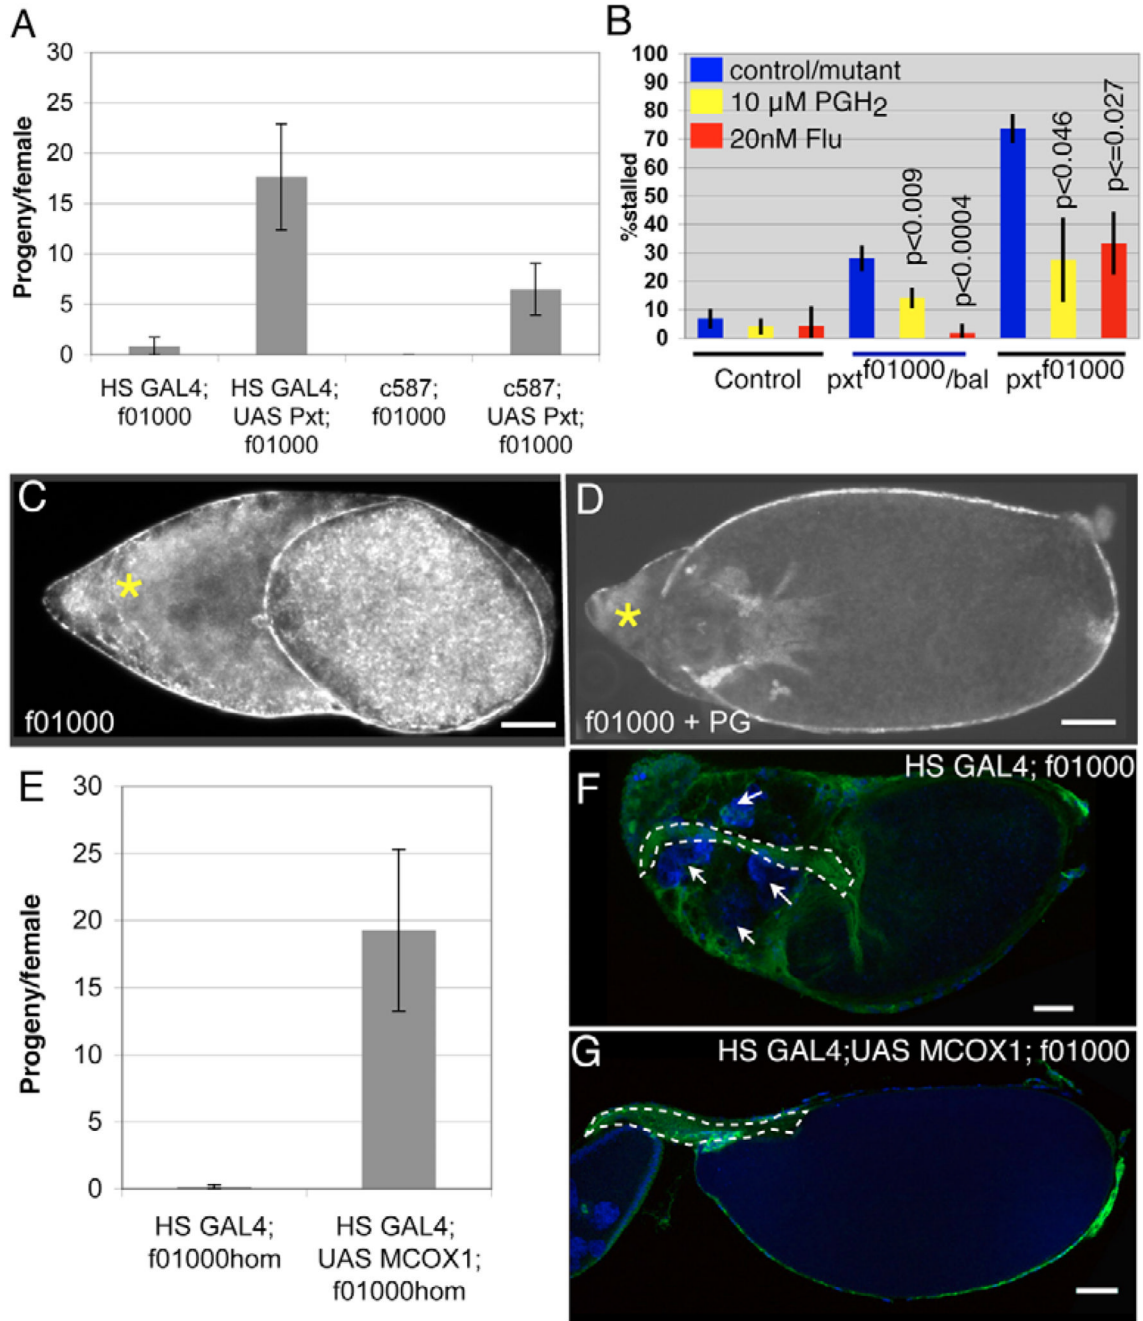 A
30
25
20
15
10
5
0
Progeny/female
HS GAL4;
f01000
HS GAL4;
UAS Pxt;
f01000
c587;
f01000
c587;
UAS Pxt;
f01000
B
100
90
80
70
60
50
40
30
20
10
0
%stalled
control/mutant
10 µM PGH2
20nM Flu
p<0.009
p<0.0004
p<0.046
p<=0.027
Control
pxtf01000/bal
pxtf01000
C
*
f01000
D
*
f01000 + PG
E
30
25
20
15
10
5
0
Progeny/female
HS GAL4;
f01000hom
HS GAL4;
UAS MCOX1;
f01000hom
F
HS GAL4; f01000
G
HS GAL4;UAS MCOX1; f01000